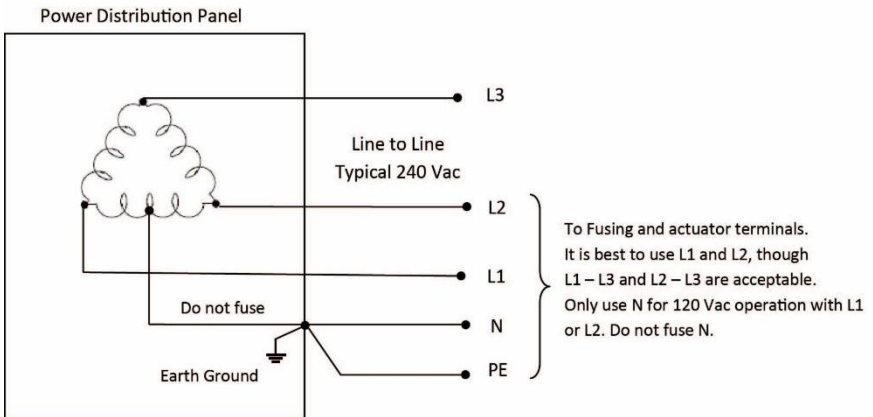 Power Distribution Panel
L3
Line to Line
Typical 240 Vac
L2
L1
Do not fuse
N
Earth Ground
PE
To Fusing and actuator terminals.
It is best to use L1 and L2, though
L1 – L3 and L2 – L3 are acceptable.
Only use N for 120 Vac operation with L1
or L2. Do not fuse N.